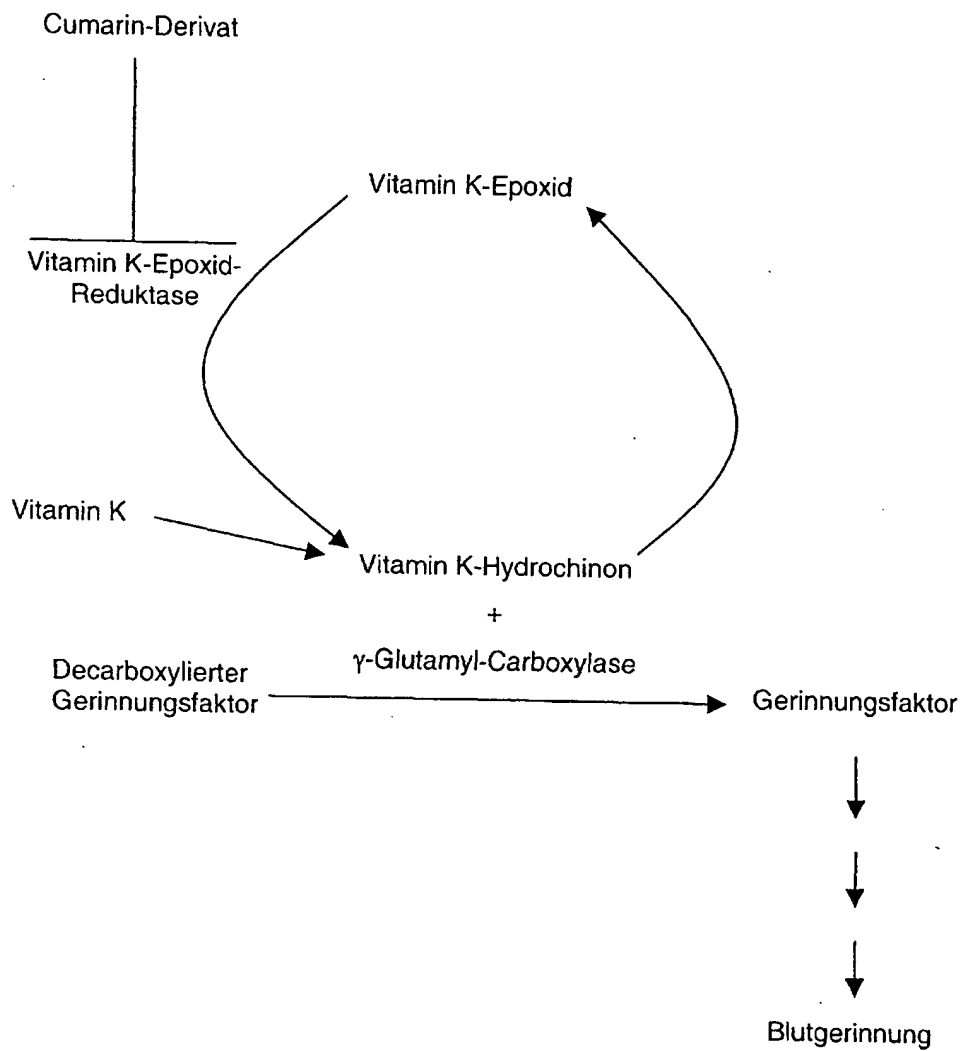 Cumarin-Derivat
Vitamin K-Epoxid
Vitamin K-Epoxid-
Reduktase
Vitamin K
Vitamin K-Hydrochinon
+
γ-Glutamyl-Carboxylase
Decarboxylierter
Gerinnungsfaktor
Gerinnungsfaktor
Blutgerinnung